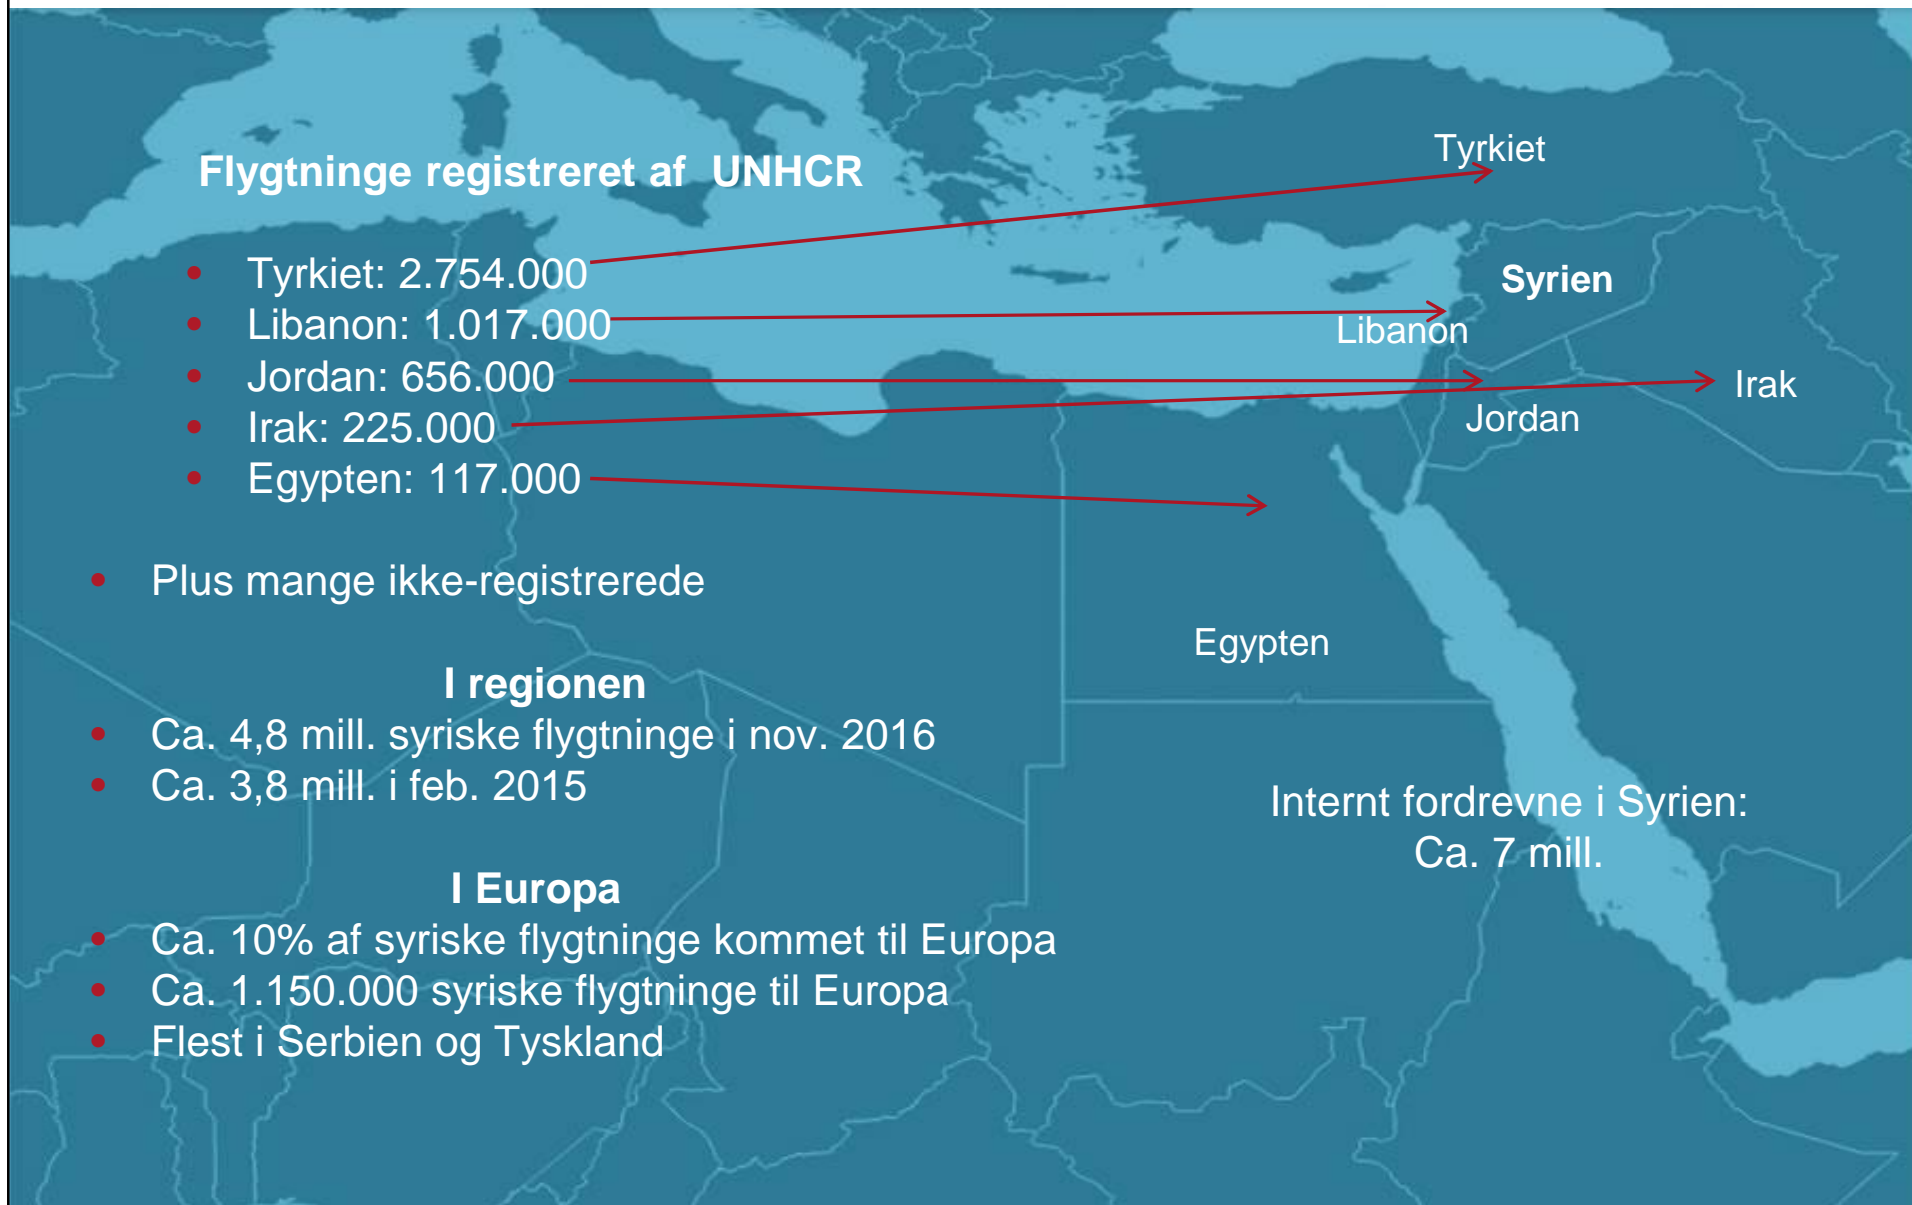 Flygtninge registreret af UNHCR
• Tyrkiet: 2.754.000
• Libanon: 1.017.000
• Jordan: 656.000
• Irak: 225.000
• Egypten: 117.000
• Plus mange ikke-registrerede
I regionen
• Ca. 4,8 mill. syriske flygtninge i nov. 2016
• Ca. 3,8 mill. i feb. 2015
I Europa
• Ca. 10% af syriske flygtninge kommet til Europa
• Ca. 1.150.000 syriske flygtninge til Europa
• Flest i Serbien og Tyskland
Tyrkiet
Syrien
Libanon
Irak
Jordan
Egypten
Internt fordrevne i Syrien:
Ca. 7 mill.